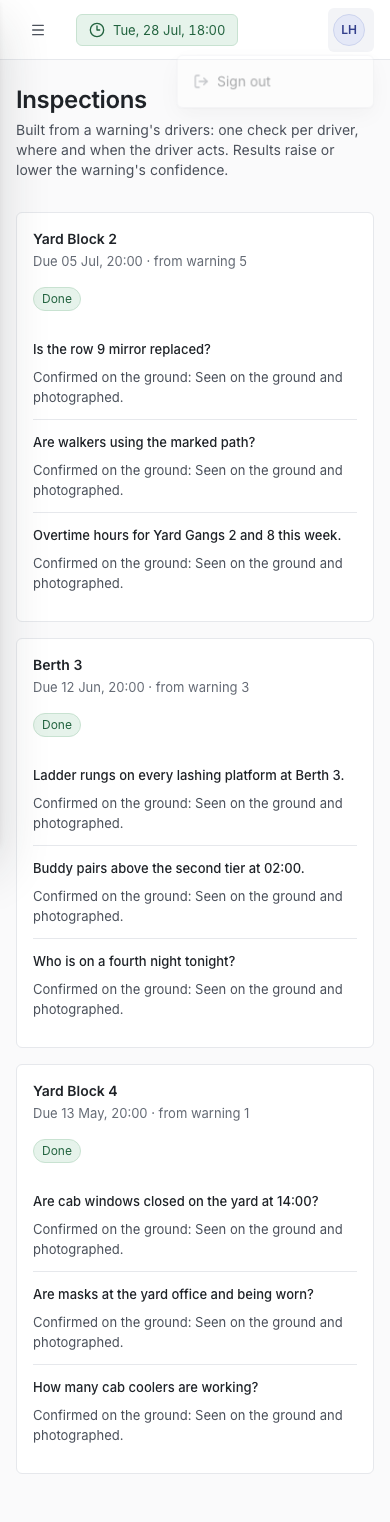 Tue, 28 Jul, 18:00
LH
Sign out
Inspections
Built from a warning's drivers: one check per driver,
where and when the driver acts. Results raise or
lower the warning's confidence.
Yard Block 2
Due 05 Jul, 20:00 · from warning 5
Done
Is the row 9 mirror replaced?
Confirmed on the ground: Seen on the ground and
photographed.
Are walkers using the marked path?
Confirmed on the ground: Seen on the ground and
photographed.
Overtime hours for Yard Gangs 2 and 8 this week.
Confirmed on the ground: Seen on the ground and
photographed.
Berth 3
Due 12 Jun, 20:00 · from warning 3
Done
Ladder rungs on every lashing platform at Berth 3.
Confirmed on the ground: Seen on the ground and
photographed.
Buddy pairs above the second tier at 02:00.
Confirmed on the ground: Seen on the ground and
photographed.
Who is on a fourth night tonight?
Confirmed on the ground: Seen on the ground and
photographed.
Yard Block 4
Due 13 May, 20:00 · from warning 1
Done
Are cab windows closed on the yard at 14:00?
Confirmed on the ground: Seen on the ground and
photographed.
Are masks at the yard office and being worn?
Confirmed on the ground: Seen on the ground and
photographed.
How many cab coolers are working?
Confirmed on the ground: Seen on the ground and
photographed.